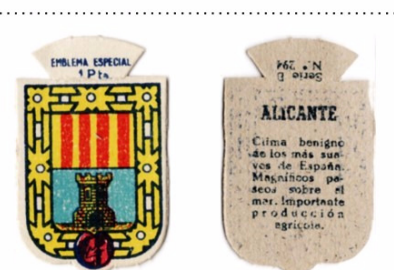 EMBLEMA ESPECIAL
1 Pta.
Serie B
N.º 294
ALICANTE
Clima benigno
de los más sua-
ves de España.
Magníficos pa-
seos sobre el
mar. Importante
producción
agrícola.